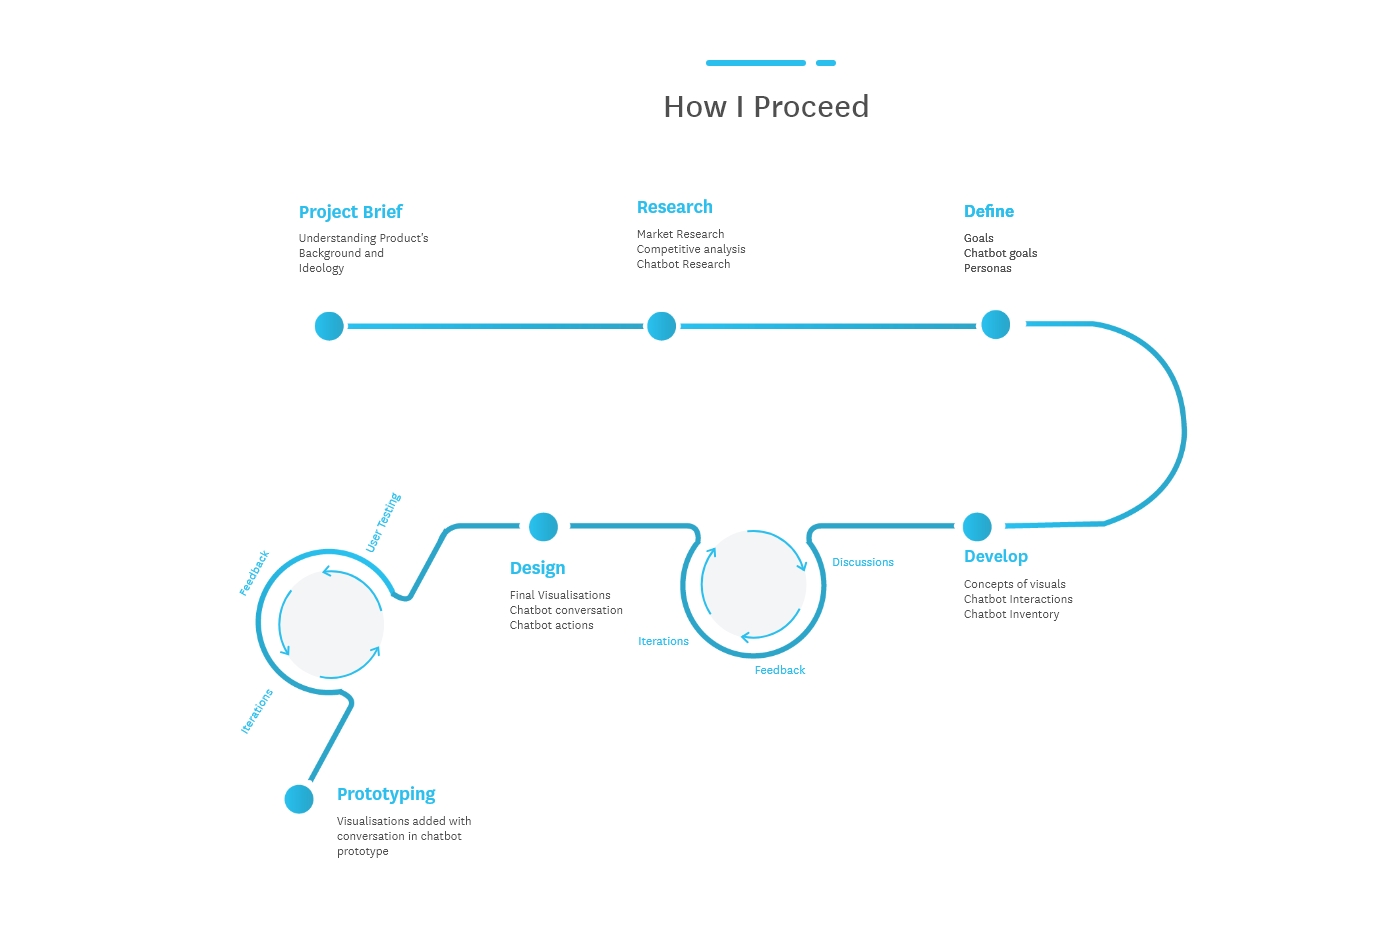 How I Proceed
Project Brief
Understanding Product's
Background and
Ideology
Research
Market Research
Competitive analysis
Chatbot Research
Define
Goals
Chatbot goals
Personas
Develop
Concepts of visuals
Chatbot Interactions
Chatbot Inventory
Discussions
Feedback
Iterations
Design
Final Visualisations
Chatbot conversation
Chatbot actions
User Testing
Feedback
Iterations
Prototyping
Visualisations added with
conversation in chatbot
prototype